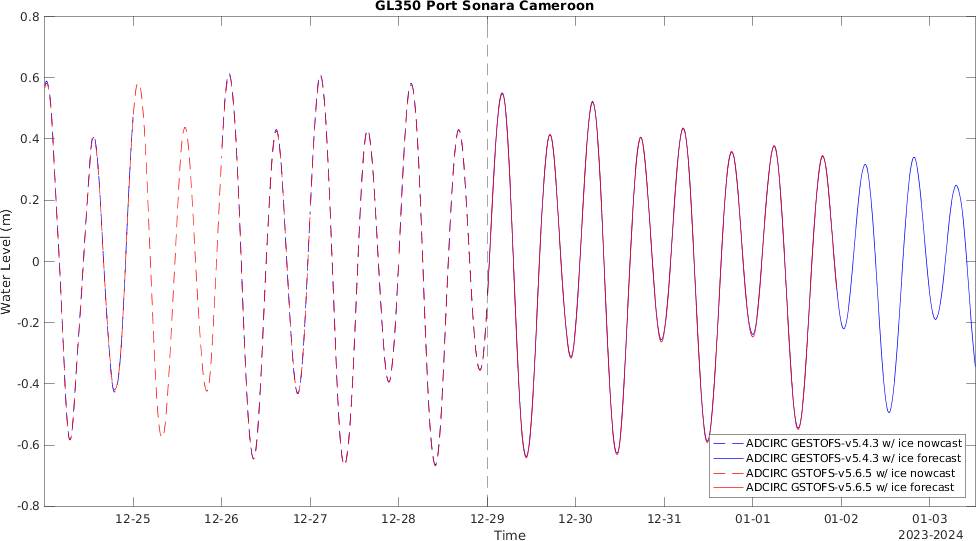 GL350 Port Sonara Cameroon
0.8
0.6
0.4
0.2
0
-0.2
-0.4
-0.6
-0.8
Water Level (m)
ADCIRC GESTOFS-v5.4.3 w/ ice nowcast
ADCIRC GESTOFS-v5.4.3 w/ ice forecast
ADCIRC GSTOFS-v5.6.5 w/ ice nowcast
ADCIRC GSTOFS-v5.6.5 w/ ice forecast
12-25 12-26 12-27 12-28 12-29 12-30 12-31 01-01 01-02 01-03
Time
2023-2024